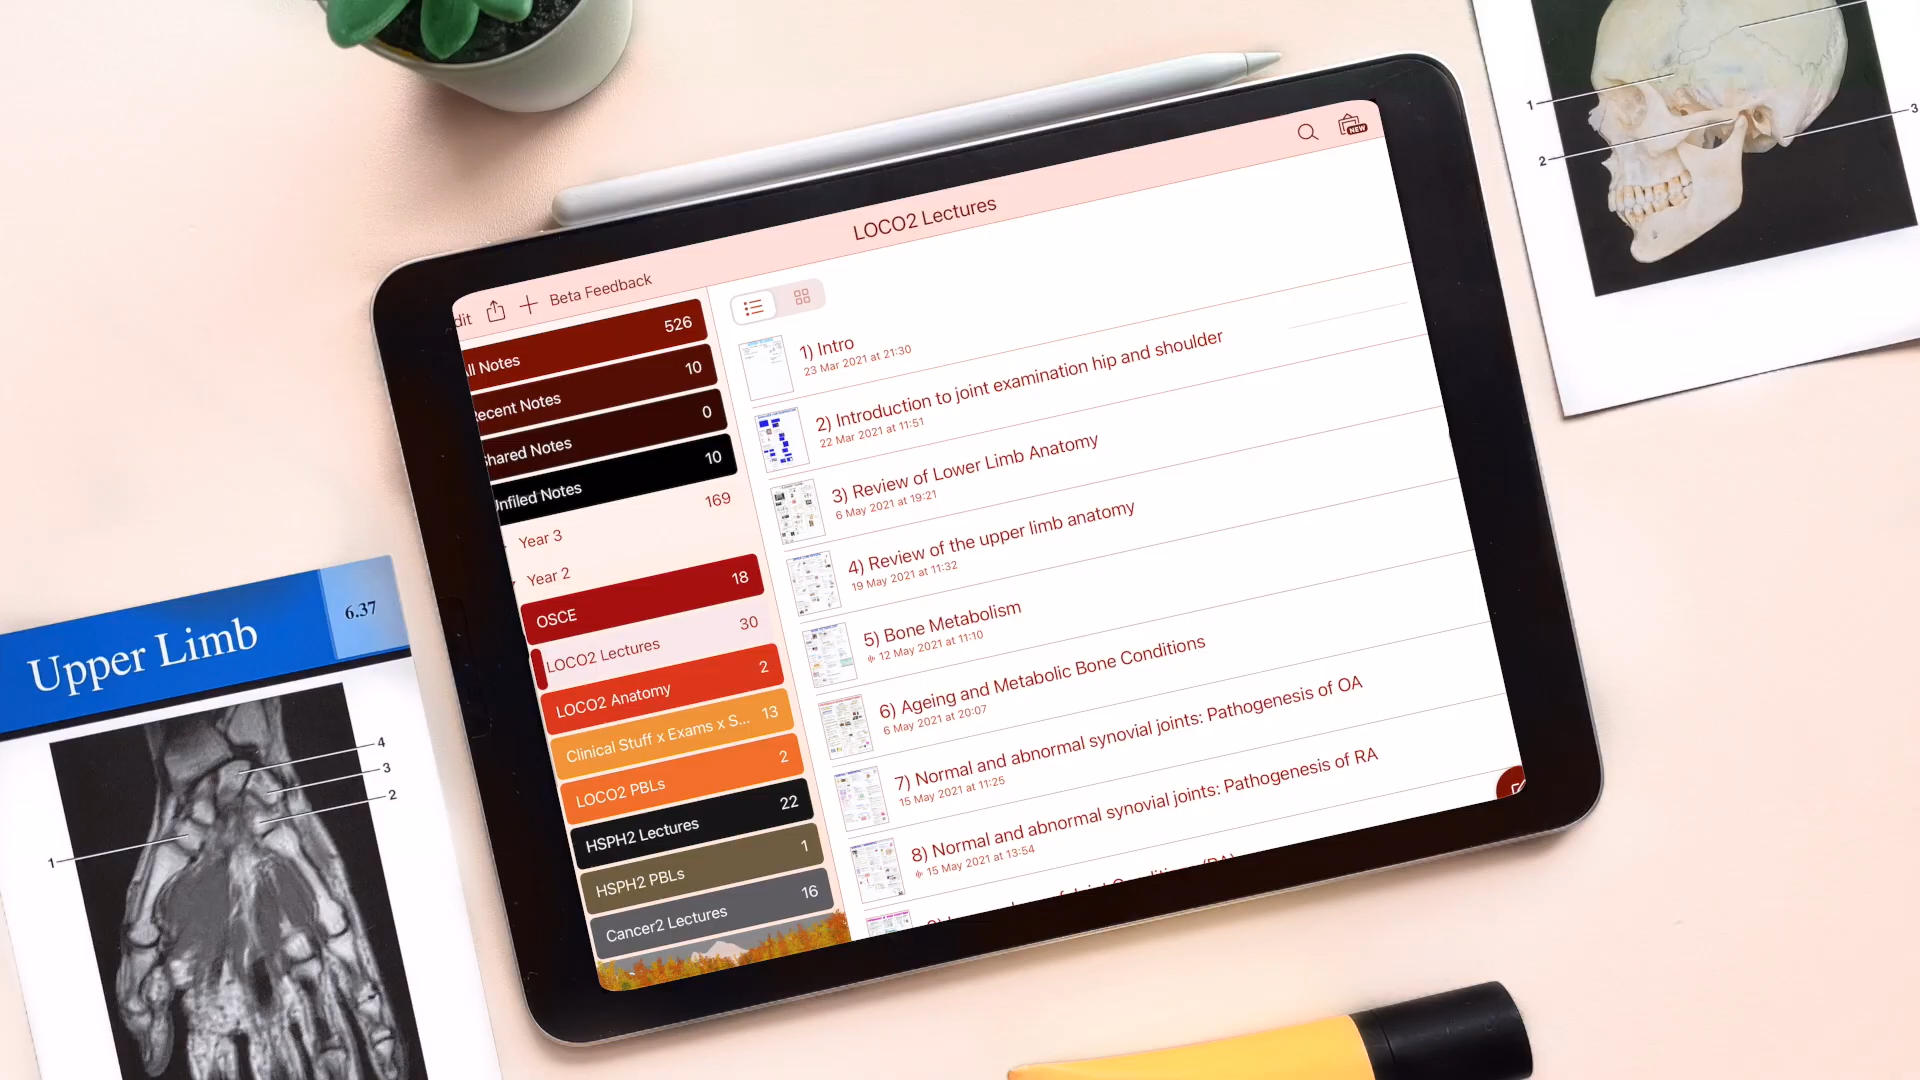 LOCO2 Lectures
NEW
dit
Beta Feedback
ll Notes 526
ecent Notes 10
hared Notes 0
nfiled Notes 10
Year 3 169
Year 2
OSCE 18
LOCO2 Lectures 30
LOCO2 Anatomy 2
Clinical Stuff x Exams x S... 13
LOCO2 PBLs 2
HSPH2 Lectures 22
HSPH2 PBLs 1
Cancer2 Lectures 16
1) Intro
23 Mar 2021 at 21:30
2) Introduction to joint examination hip and shoulder
22 Mar 2021 at 11:51
3) Review of Lower Limb Anatomy
6 May 2021 at 19:21
4) Review of the upper limb anatomy
19 May 2021 at 11:32
5) Bone Metabolism
12 May 2021 at 11:10
6) Ageing and Metabolic Bone Conditions
6 May 2021 at 20:07
7) Normal and abnormal synovial joints: Pathogenesis of OA
15 May 2021 at 11:25
8) Normal and abnormal synovial joints: Pathogenesis of RA
15 May 2021 at 13:54
Upper Limb 6.37
4
3
2
1
1
2
3